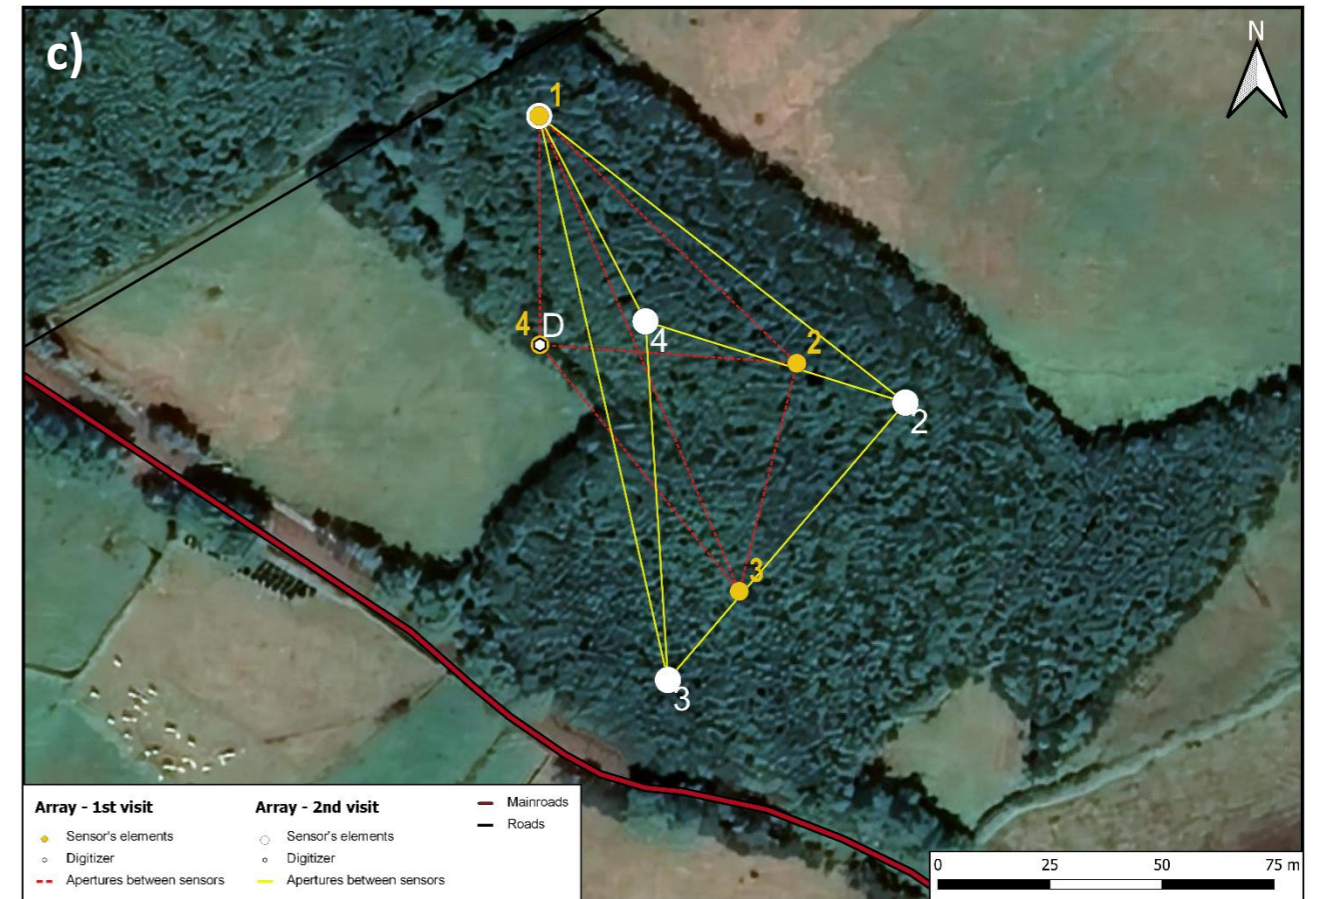 c)
N
1
4 D
4
2
2
3
3
Array - 1st visit
Sensor's elements
Digitizer
Apertures between sensors
Array - 2nd visit
Sensor's elements
Digitizer
Apertures between sensors
Mainroads
Roads
0 25 50 75 m